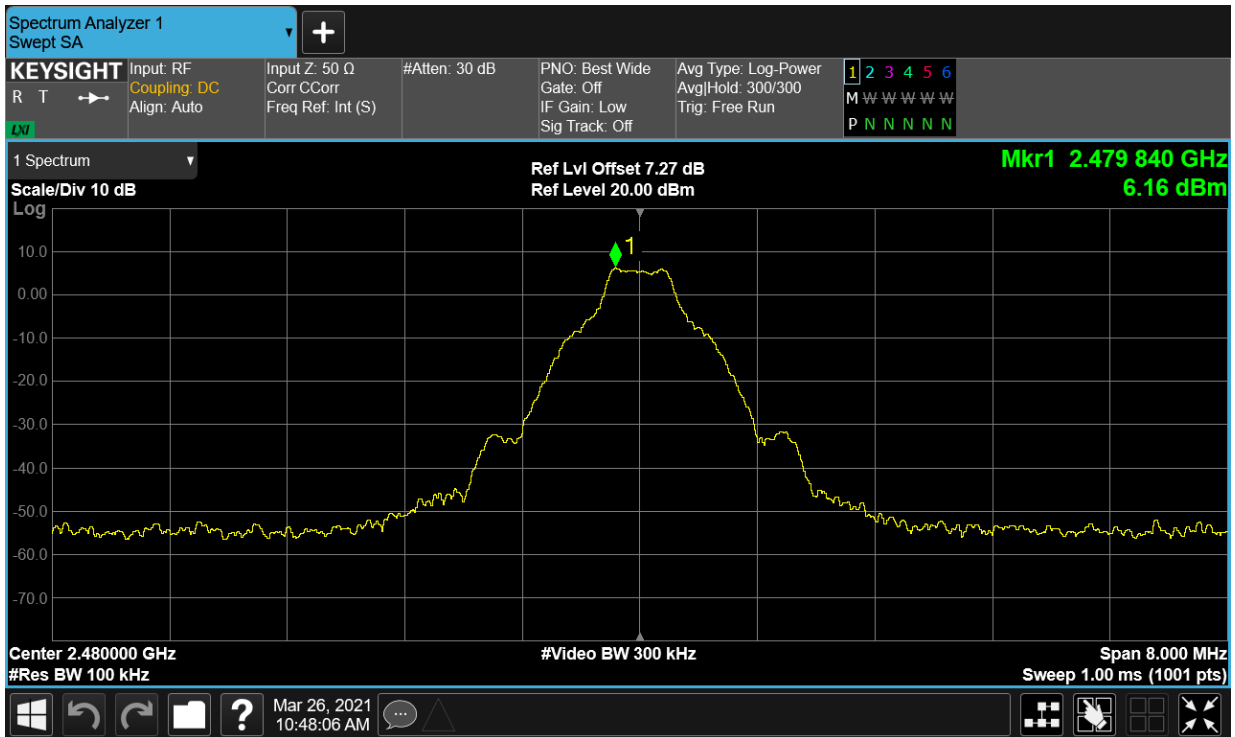 Spectrum Analyzer 1
Swept SA
+
KEYSIGHT
R T
LXI
Input: RF
Coupling: DC
Align: Auto
Input Z: 50 Ω
Corr CCorr
Freq Ref: Int (S)
#Atten: 30 dB
PNO: Best Wide
Gate: Off
IF Gain: Low
Sig Track: Off
Avg Type: Log-Power
Avg|Hold: 300/300
Trig: Free Run
1 2 3 4 5 6
M W W W W W
P N N N N N
1 Spectrum
Scale/Div 10 dB
Log
Ref Lvl Offset 7.27 dB
Ref Level 20.00 dBm
Mkr1 2.479 840 GHz
6.16 dBm
1
10.0
0.00
-10.0
-20.0
-30.0
-40.0
-50.0
-60.0
-70.0
Center 2.480000 GHz
#Res BW 100 kHz
#Video BW 300 kHz
Span 8.000 MHz
Sweep 1.00 ms (1001 pts)
?
Mar 26, 2021
10:48:06 AM